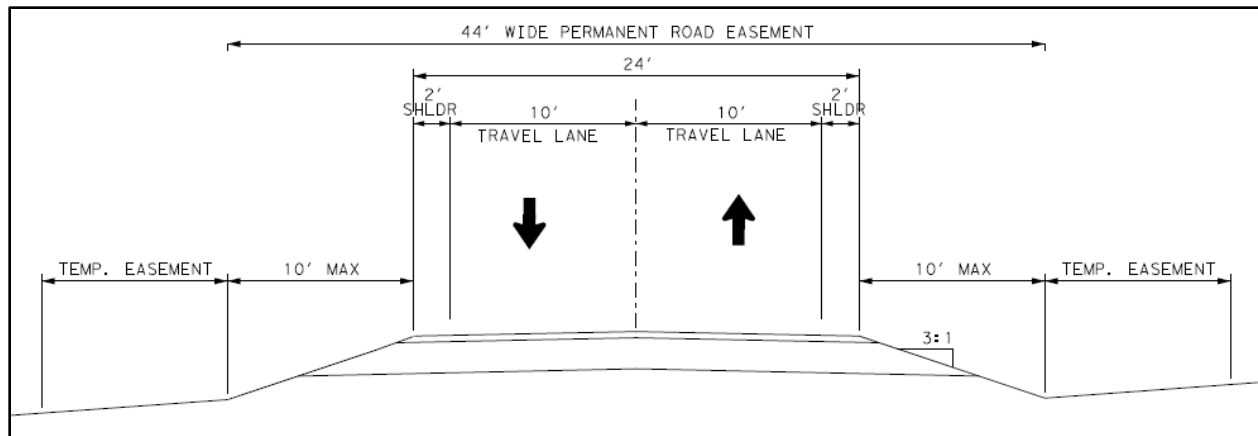 44' WIDE PERMANENT ROAD EASEMENT
24'
2'
SHLDR
10'
TRAVEL LANE
10'
TRAVEL LANE
2'
SHLDR
TEMP. EASEMENT
10' MAX
10' MAX
TEMP. EASEMENT
3:1